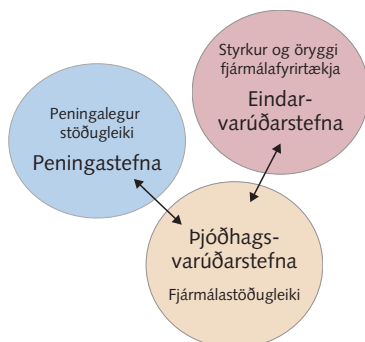 Styrkur og öryggi
fjármálafyrirtækja
Eindar-
varúðarstefna
Peningalegur
stöðugleiki
Peningastefna
Þjóðhags-
varúðarstefna
Fjármálastöðugleiki